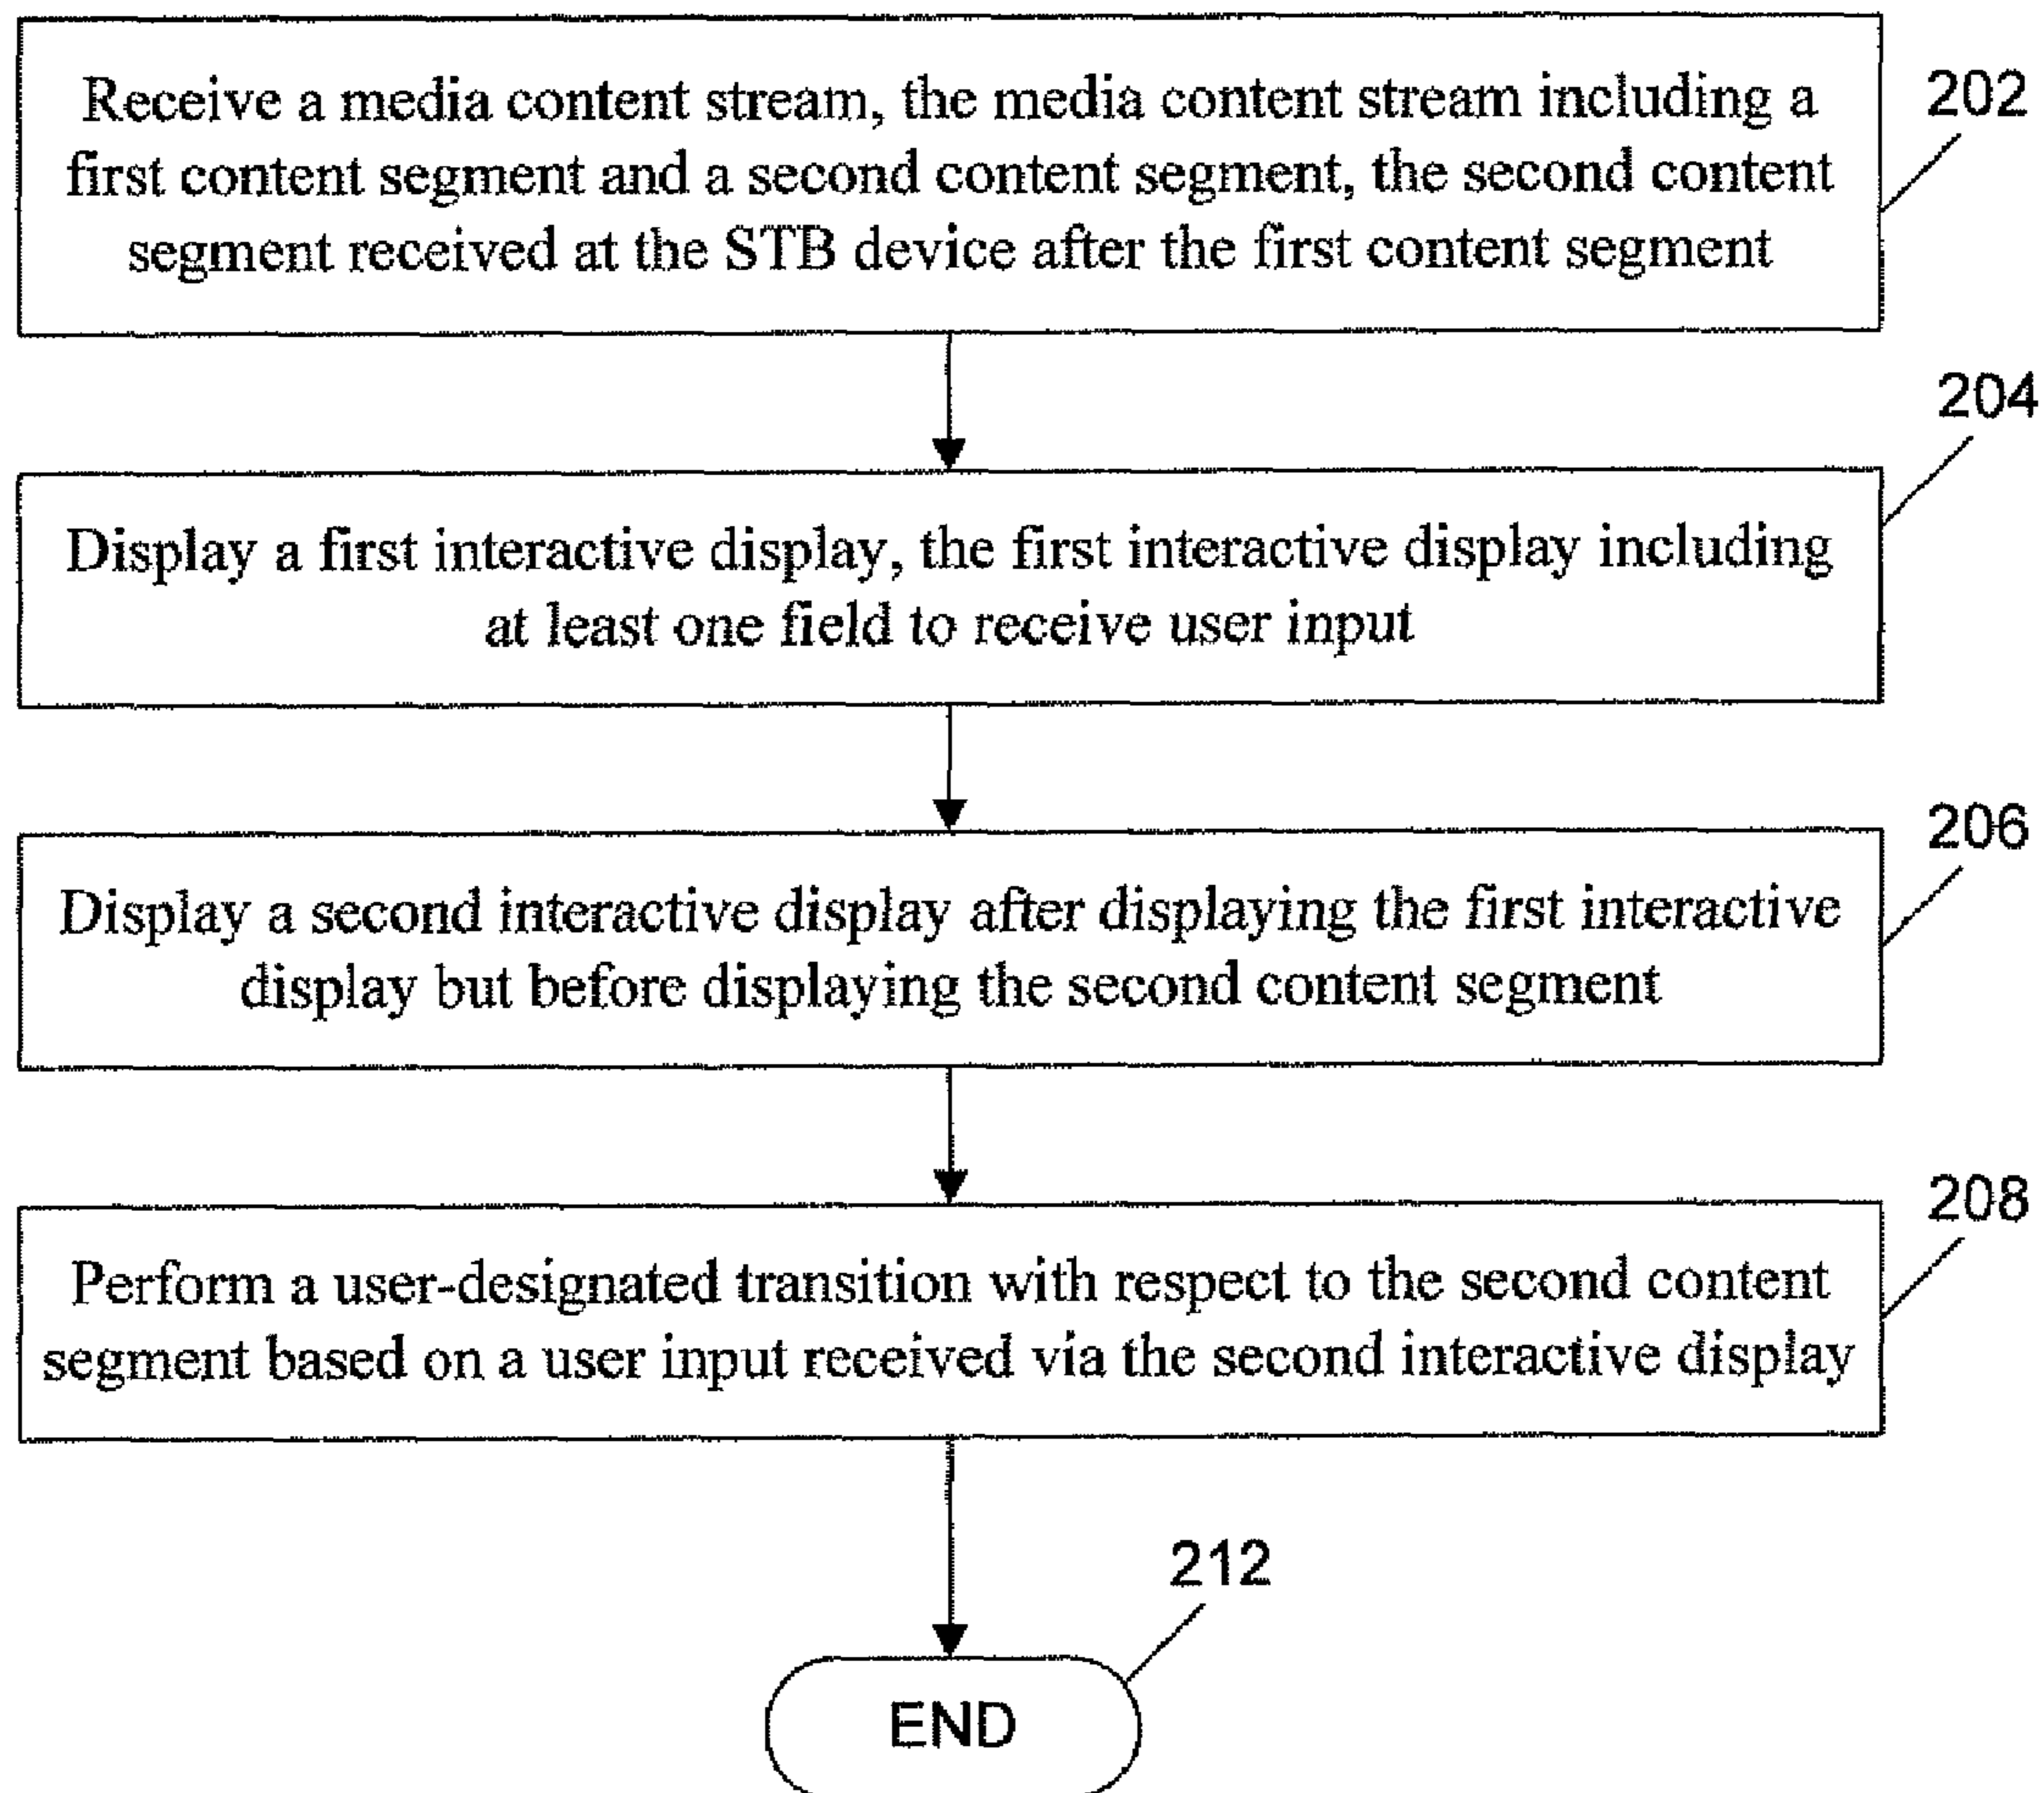 Receive a media content stream, the media content stream including a
first content segment and a second content segment, the second content
segment received at the STB device after the first content segment
202
204
Display a first interactive display, the first interactive display including
at least one field to receive user input
206
Display a second interactive display after displaying the first interactive
display but before displaying the second content segment
208
Perform a user-designated transition with respect to the second content
segment based on a user input received via the second interactive display
212
END